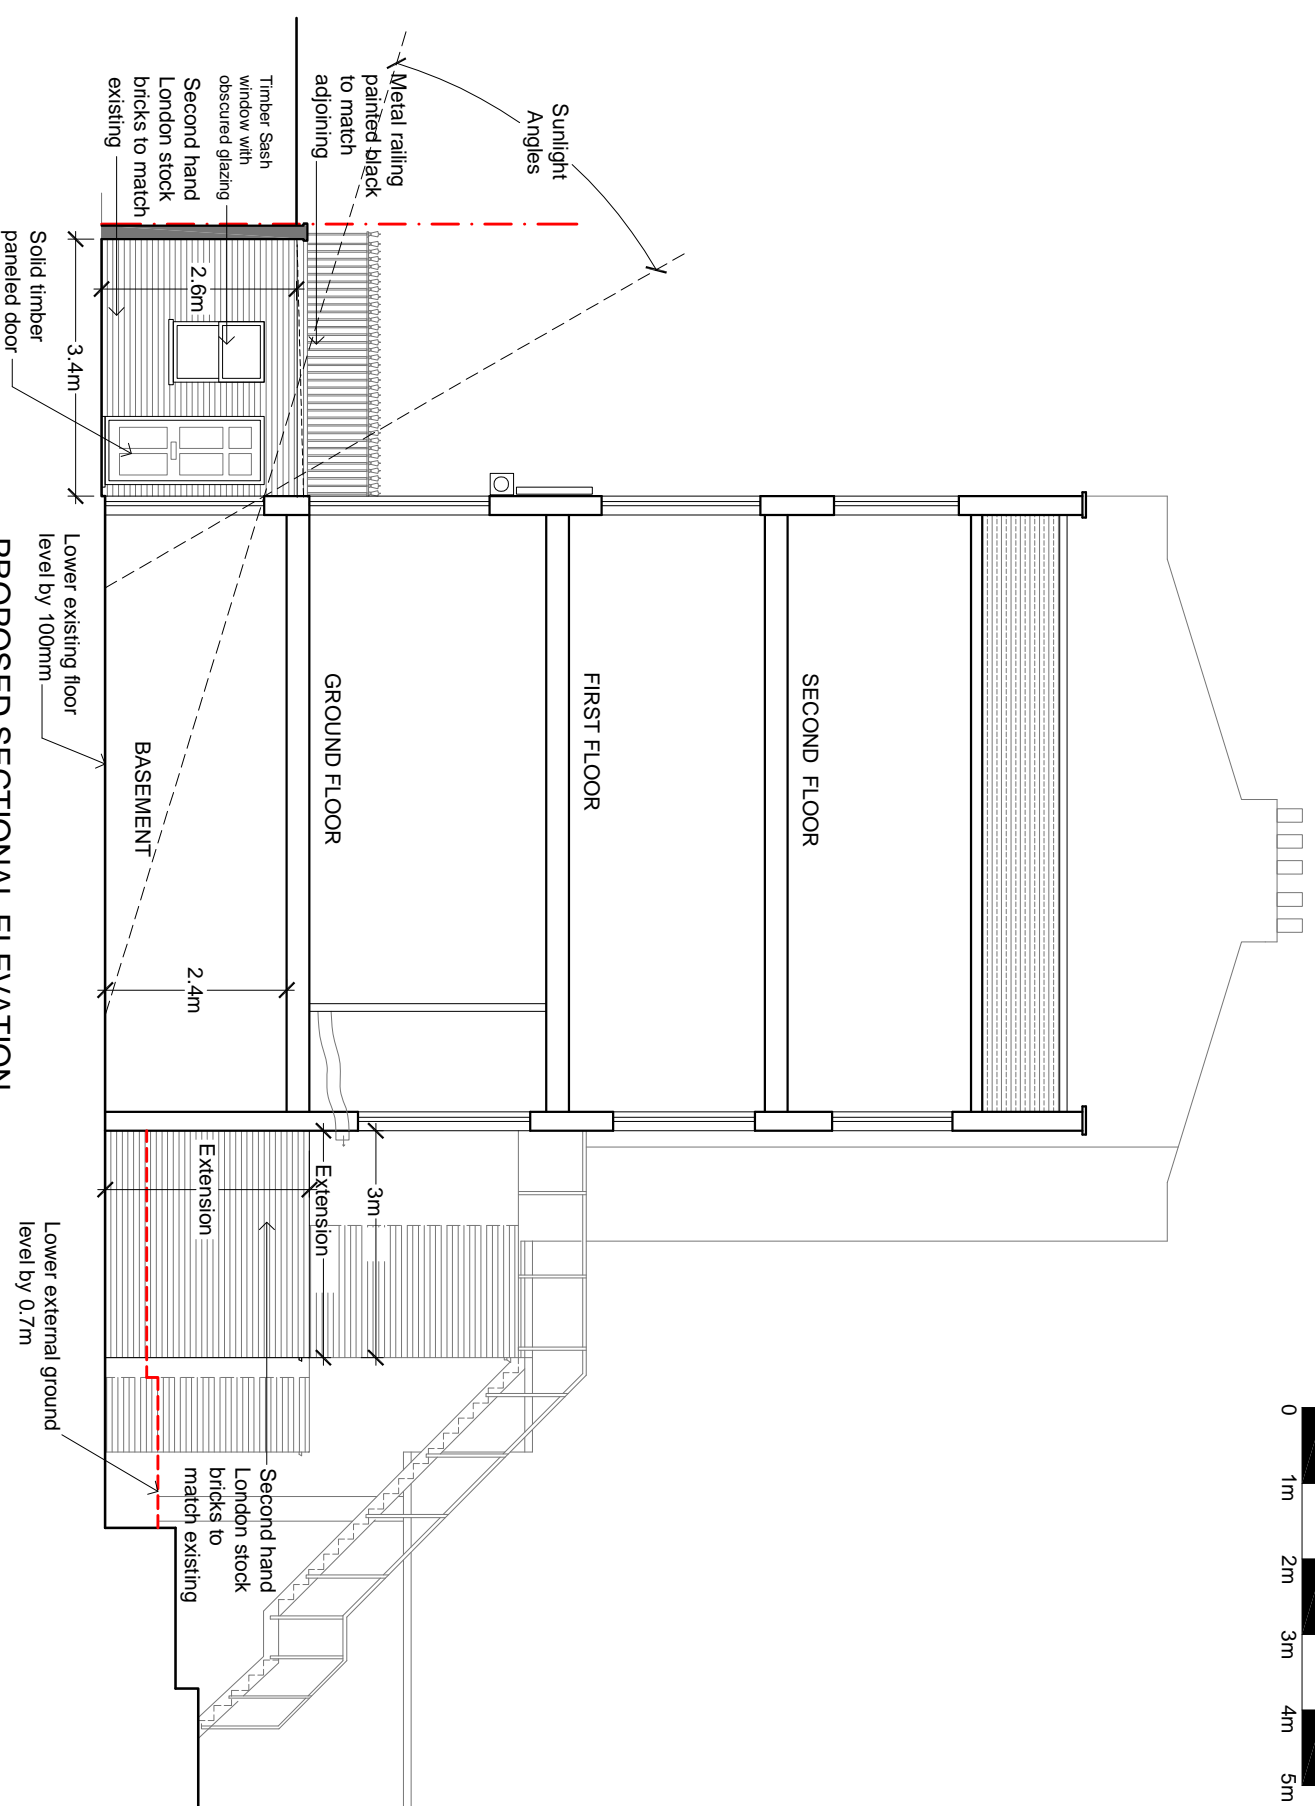 0
1m
2m
3m
4m
5m
Sunlight
Angles
Metal railing
painted black
to match
adjoining
Timber Sash
window with
obscured glazing
Second hand
London stock
bricks to match
existing
2.6m
3.4m
Solid timber
paneled door
SECOND FLOOR
FIRST FLOOR
GROUND FLOOR
BASEMENT
2.4m
Lower existing floor
level by 100mm
3m
Extension
Extension
Second hand
London stock
bricks to
match existing
Lower external ground
level by 0.7m
PROPOSED SECTIONAL ELEVATION